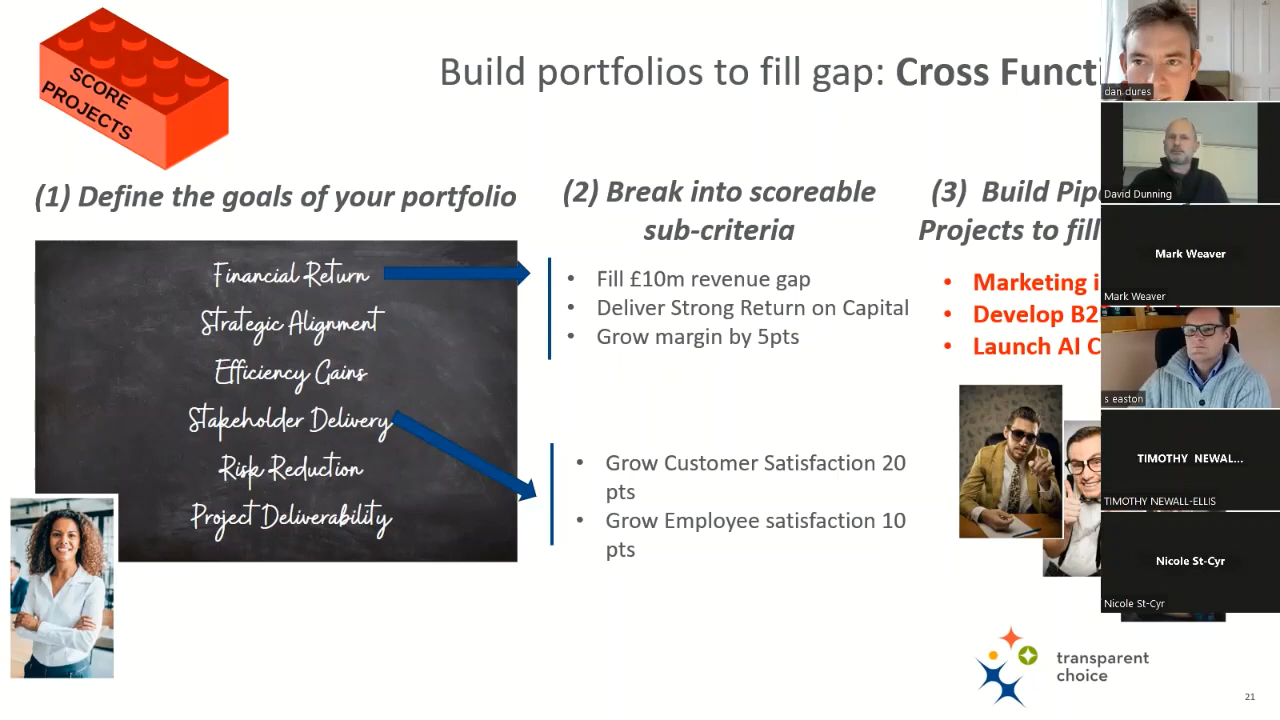 SCORE
PROJECTS
Build portfolios to fill gap: Cross Functi
(1) Define the goals of your portfolio
Financial Return
Strategic Alignment
Efficiency Gains
Stakeholder Delivery
Risk Reduction
Project Deliverability
(2) Break into scoreable
sub-criteria
• Fill £10m revenue gap
• Deliver Strong Return on Capital
• Grow margin by 5pts
• Grow Customer Satisfaction 20
pts
• Grow Employee satisfaction 10
pts
(3) Build Pip
Projects to fill
• Marketing i
• Develop B2
• Launch AI C
dan dures
David Dunning
Mark Weaver
Mark Weaver
s easton
TIMOTHY NEWAL...
TIMOTHY NEWALL-ELLIS
Nicole St-Cyr
Nicole St-Cyr
transparent
choice
21